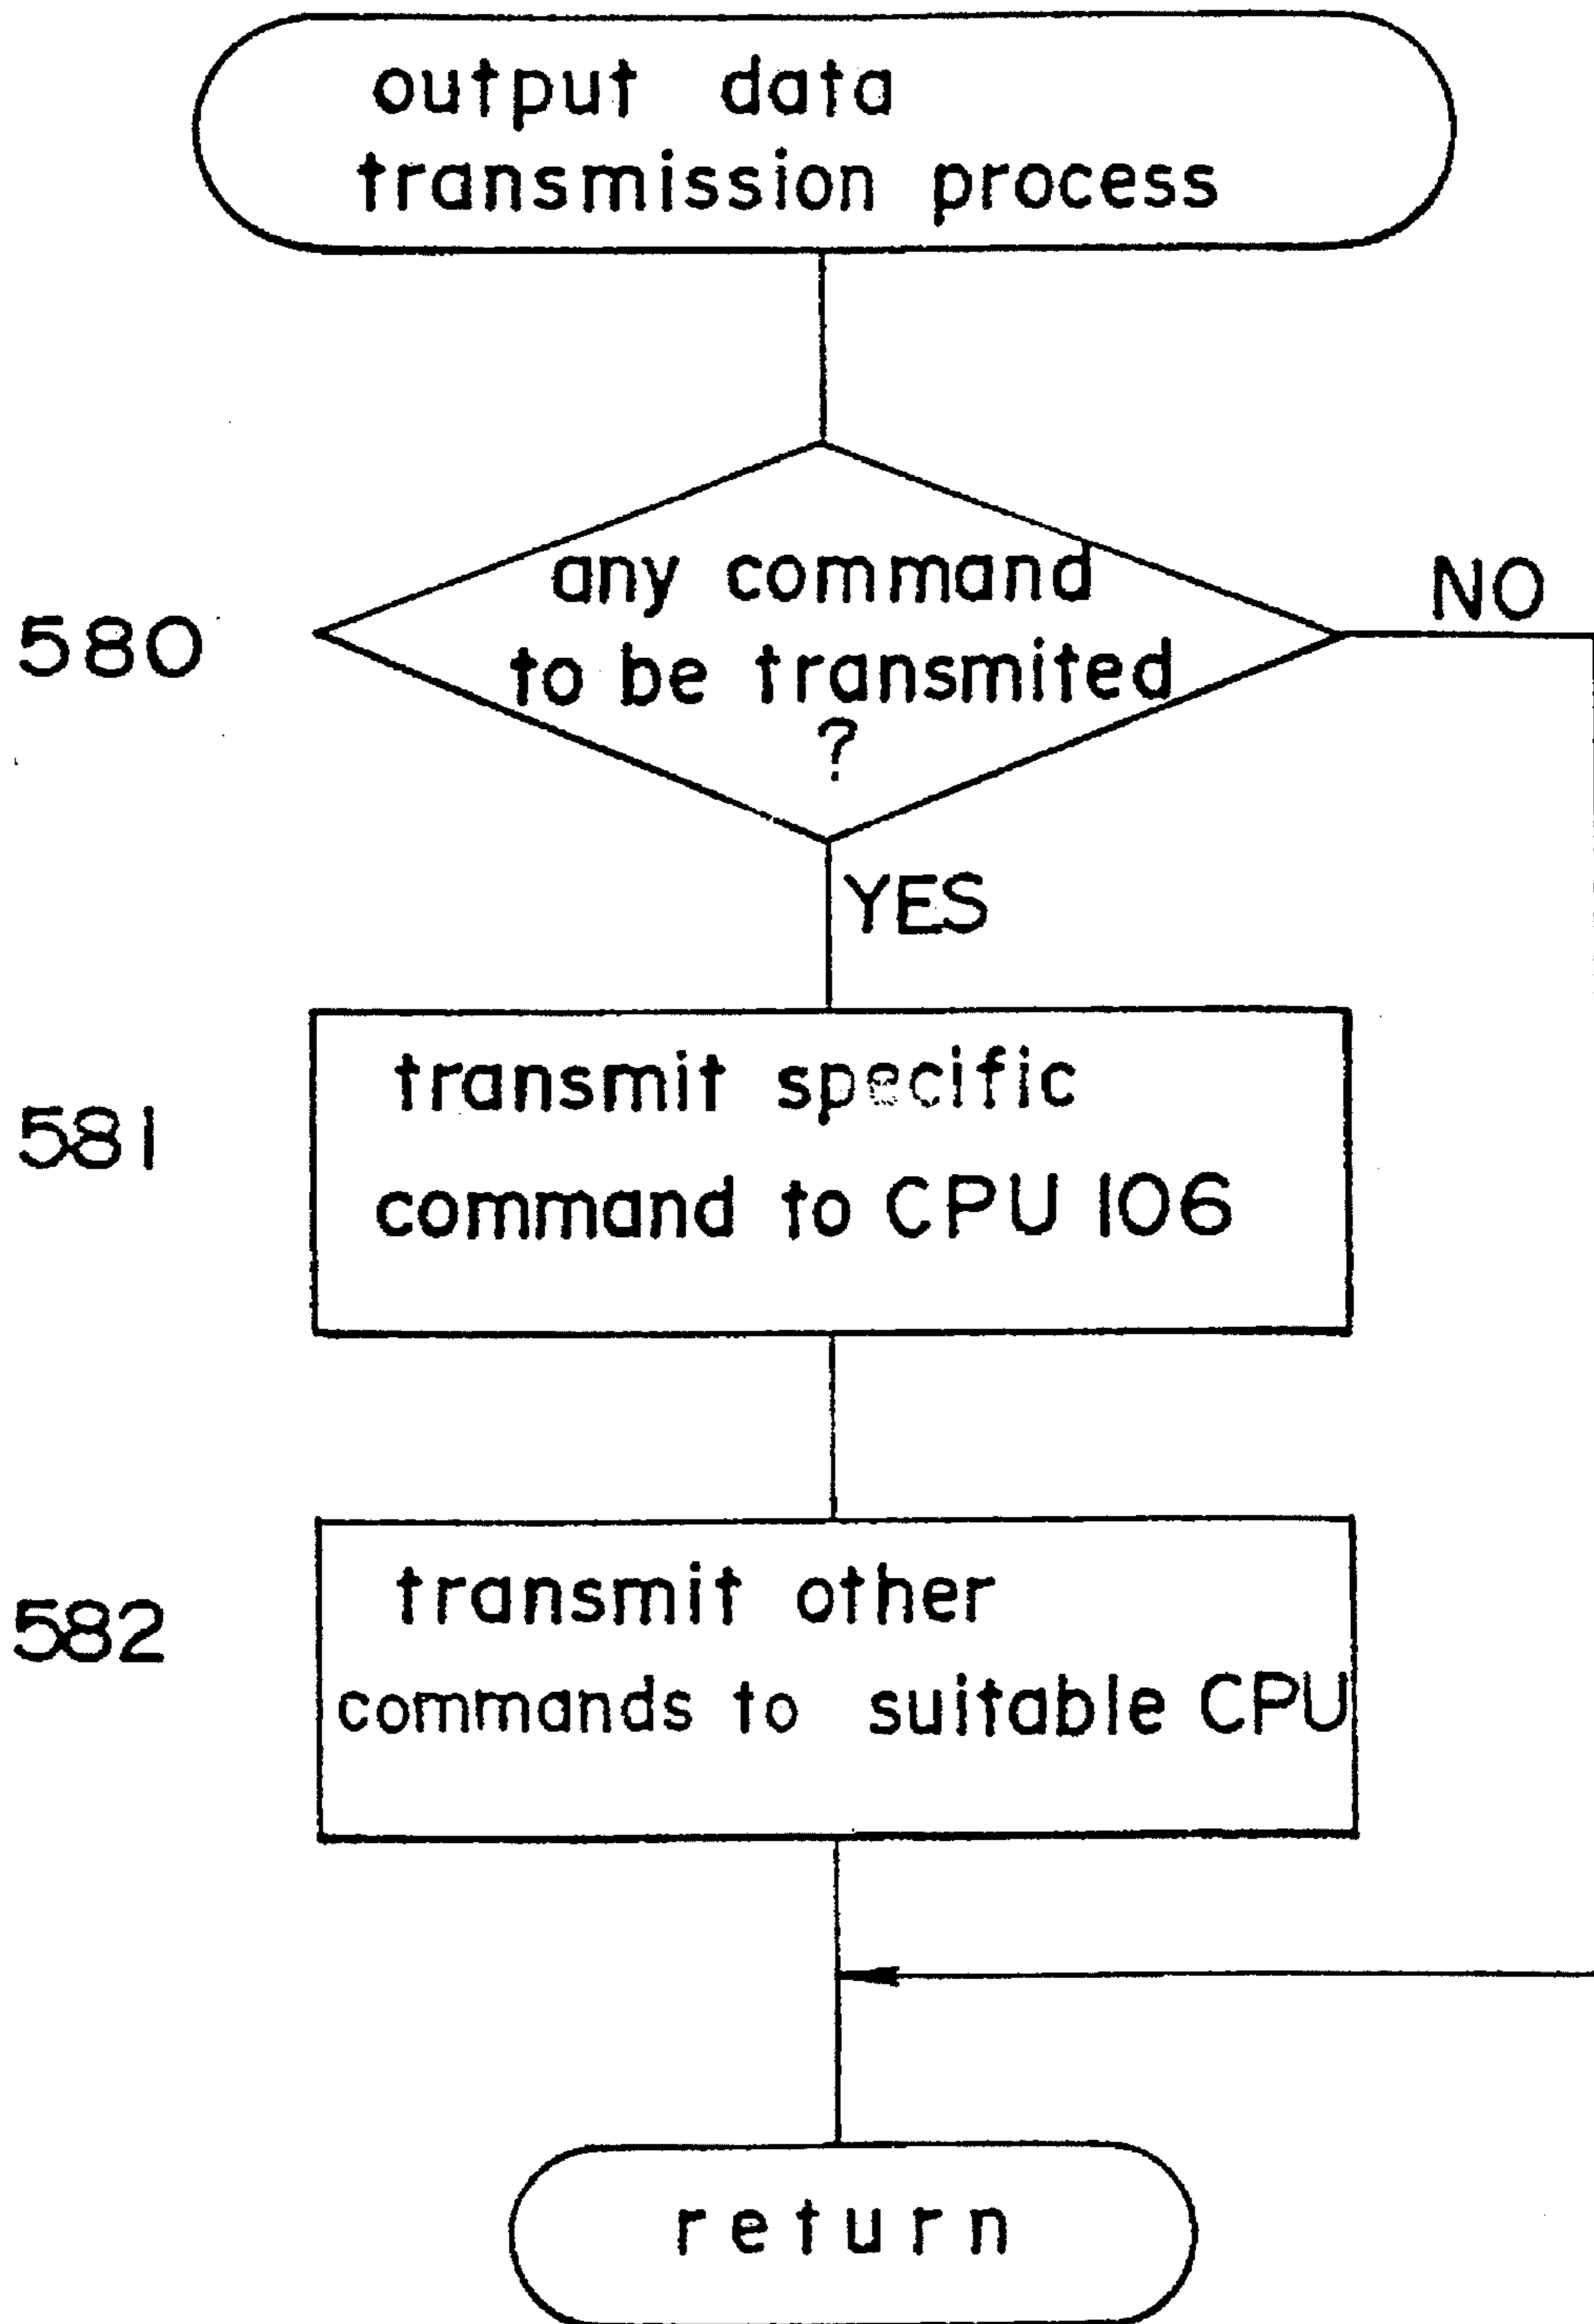 output data
transmission process
580
any command
to be transmited
?
NO
YES
581
transmit specific
command to CPU 106
582
transmit other
commands to suitable CPU
return